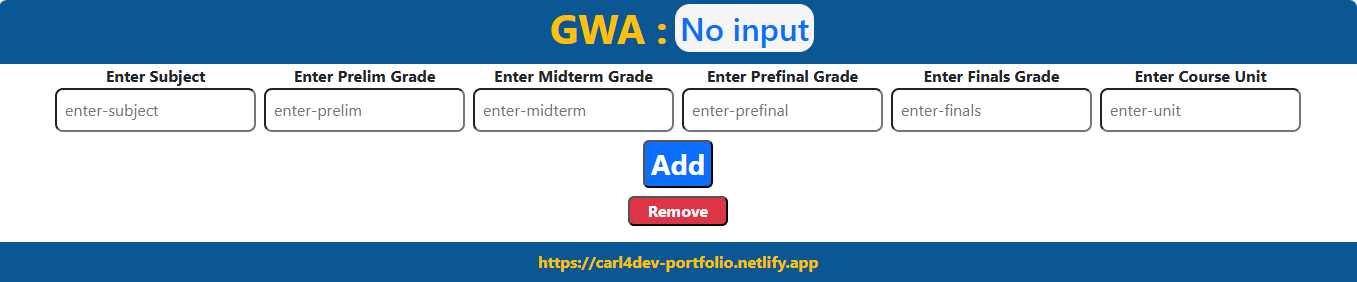 GWA : No input
Enter Subject Enter Prelim Grade Enter Midterm Grade Enter Prefinal Grade Enter Finals Grade Enter Course Unit
enter-subject enter-prelim enter-midterm enter-prefinal enter-finals enter-unit
Add
Remove
https://carl4dev-portfolio.netlify.app